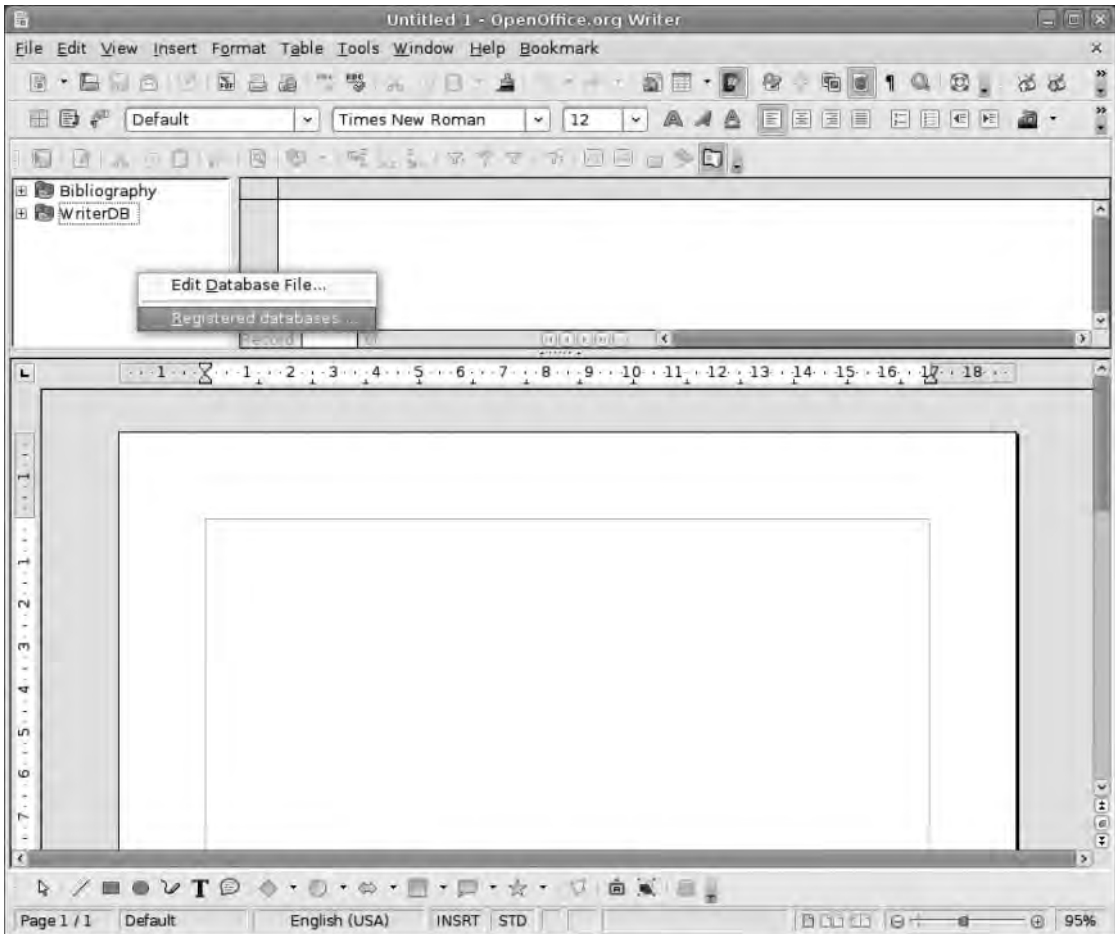 Untitled 1 - OpenOffice.org Writer
File Edit View Insert Format Table Tools Window Help Bookmark
Default Times New Roman 12
Bibliography
WriterDB
Edit Database File...
Registered databases ...
Record of
1 1 2 3 4 5 6 7 8 9 10 11 12 13 14 15 16 17 18
1
1
2
3
4
5
6
7
Page 1 / 1 Default English (USA) INSRT STD 95%